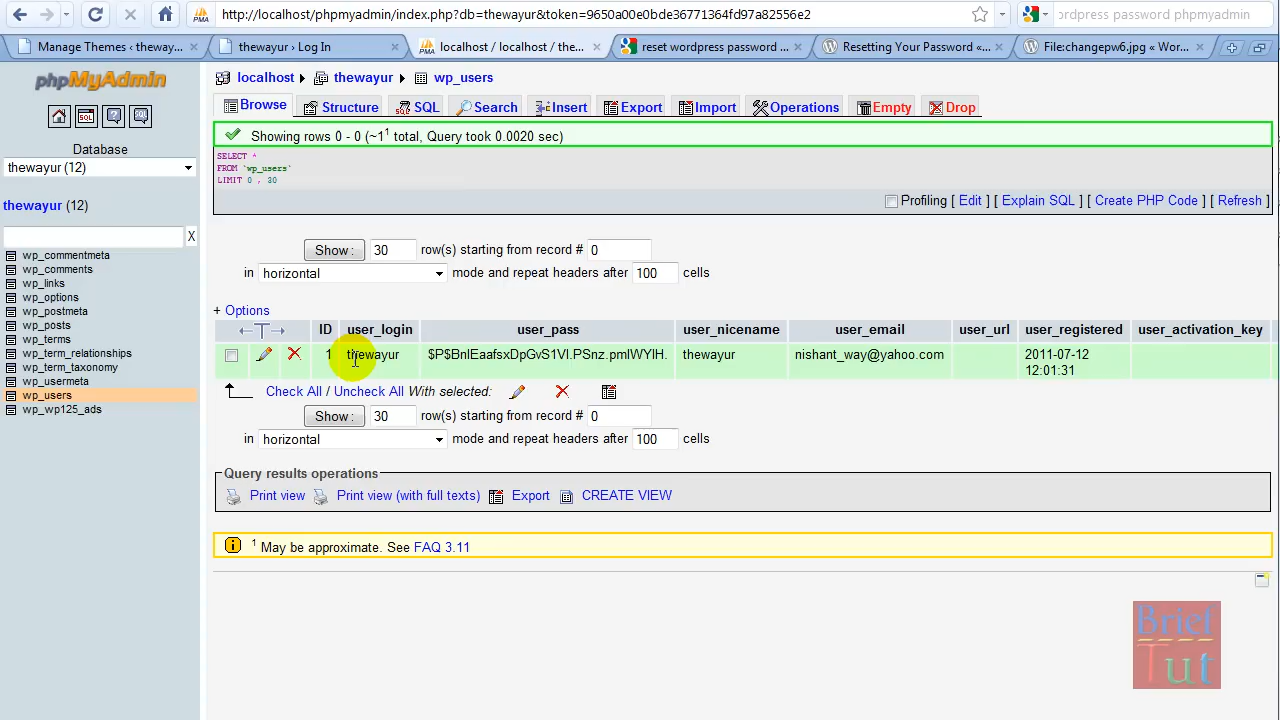 http://localhost/phpmyadmin/index.php?db=thewayur&token=9850a00e0bde36771364fd97a82556e2
ordpress password phpmyadmin
Manage Themes ‹ theway... ×
thewayur › Log In ×
localhost / localhost / the... ×
reset wordpress password ... ×
Resetting Your Password «... ×
File:changepw6.jpg « Wor... ×
phpMyAdmin
Database
thewayur (12)
thewayur (12)
X
wp_commentmeta
wp_comments
wp_links
wp_options
wp_postmeta
wp_posts
wp_terms
wp_term_relationships
wp_term_taxonomy
wp_usermeta
wp_users
wp_wp125_ads
localhost ▸ thewayur ▸ wp_users
Browse Structure SQL Search Insert Export Import Operations Empty Drop
Showing rows 0 - 0 (~1¹ total, Query took 0.0020 sec)
SELECT *
FROM `wp_users`
LIMIT 0 , 30
Profiling [ Edit ] [ Explain SQL ] [ Create PHP Code ] [ Refresh ]
Show : 30 row(s) starting from record # 0
in horizontal mode and repeat headers after 100 cells
+ Options
←T→ ID user_login user_pass user_nicename user_email user_url user_registered user_activation_key
1 thewayur $P$BnIEaafsxDpGvS1VI.PSnz.pmIWYIH. thewayur nishant_way@yahoo.com 2011-07-12
12:01:31
Check All / Uncheck All With selected:
Show : 30 row(s) starting from record # 0
in horizontal mode and repeat headers after 100 cells
Query results operations
Print view Print view (with full texts) Export CREATE VIEW
¹ May be approximate. See FAQ 3.11
Brief
Tut